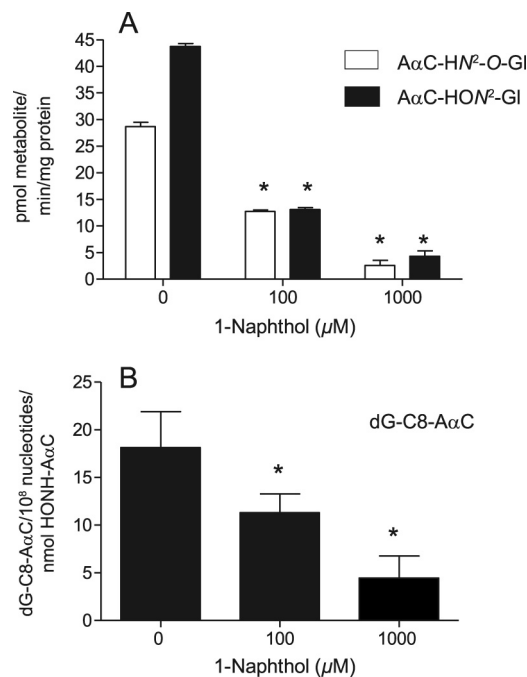 A
45
40
35
30
25
20
15
10
5
0
pmol metabolite/
min/mg protein
AαC-HN²-O-Gl
AαC-HON²-Gl
* *
* *
0 100 1000
1-Naphthol (µM)
B
25
20
15
10
5
0
dG-C8-AαC/10⁸ nucleotides/
nmol HONH-AαC
dG-C8-AαC
*
*
0 100 1000
1-Naphthol (µM)